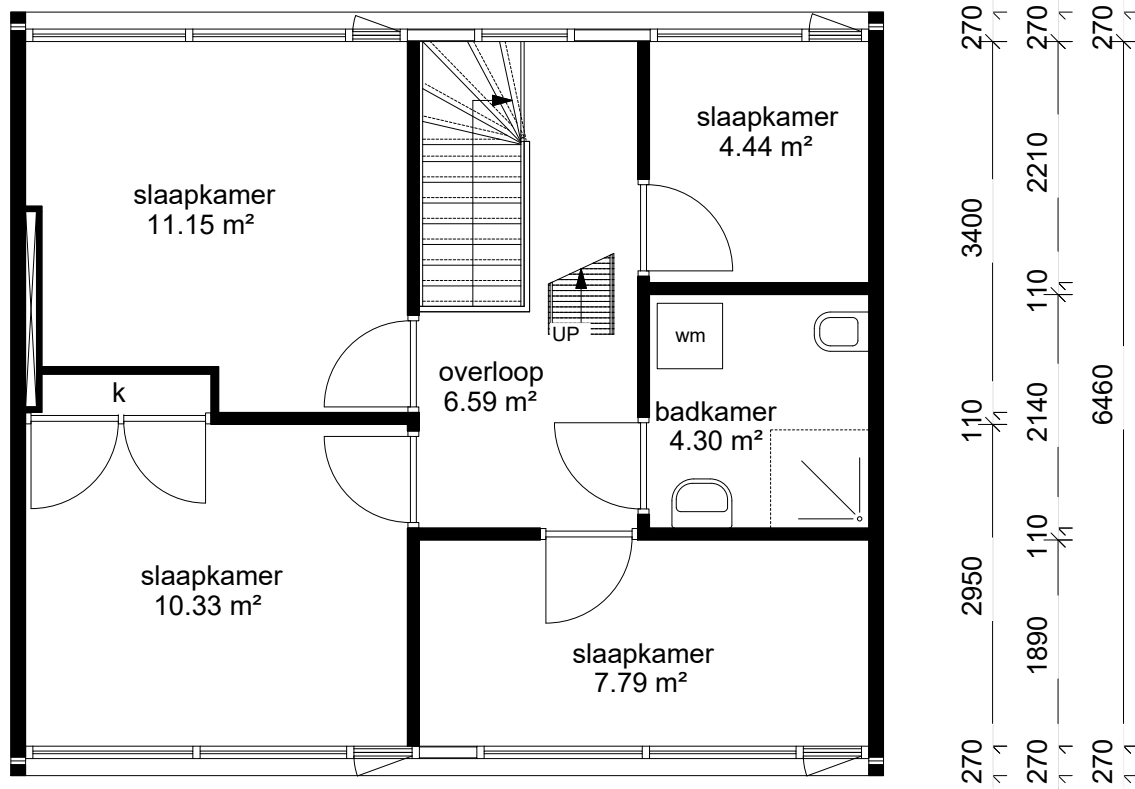 270
270
270
slaapkamer
4.44 m²
2210
slaapkamer
11.15 m²
3400
110
UP
wm
overloop
6.59 m²
k
badkamer
4.30 m²
110
2140
6460
110
slaapkamer
10.33 m²
2950
slaapkamer
7.79 m²
1890
270
270
270